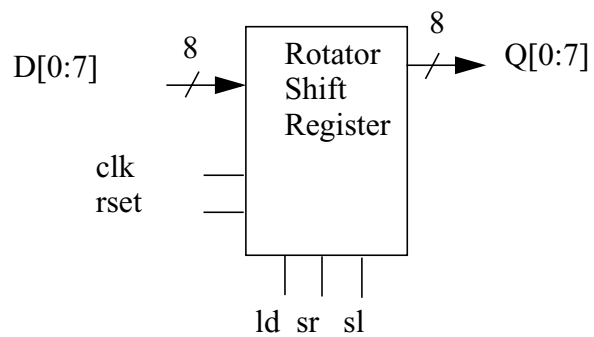 8
D[0:7]
Rotator
Shift
Register
8
Q[0:7]
clk
rset
ld sr sl